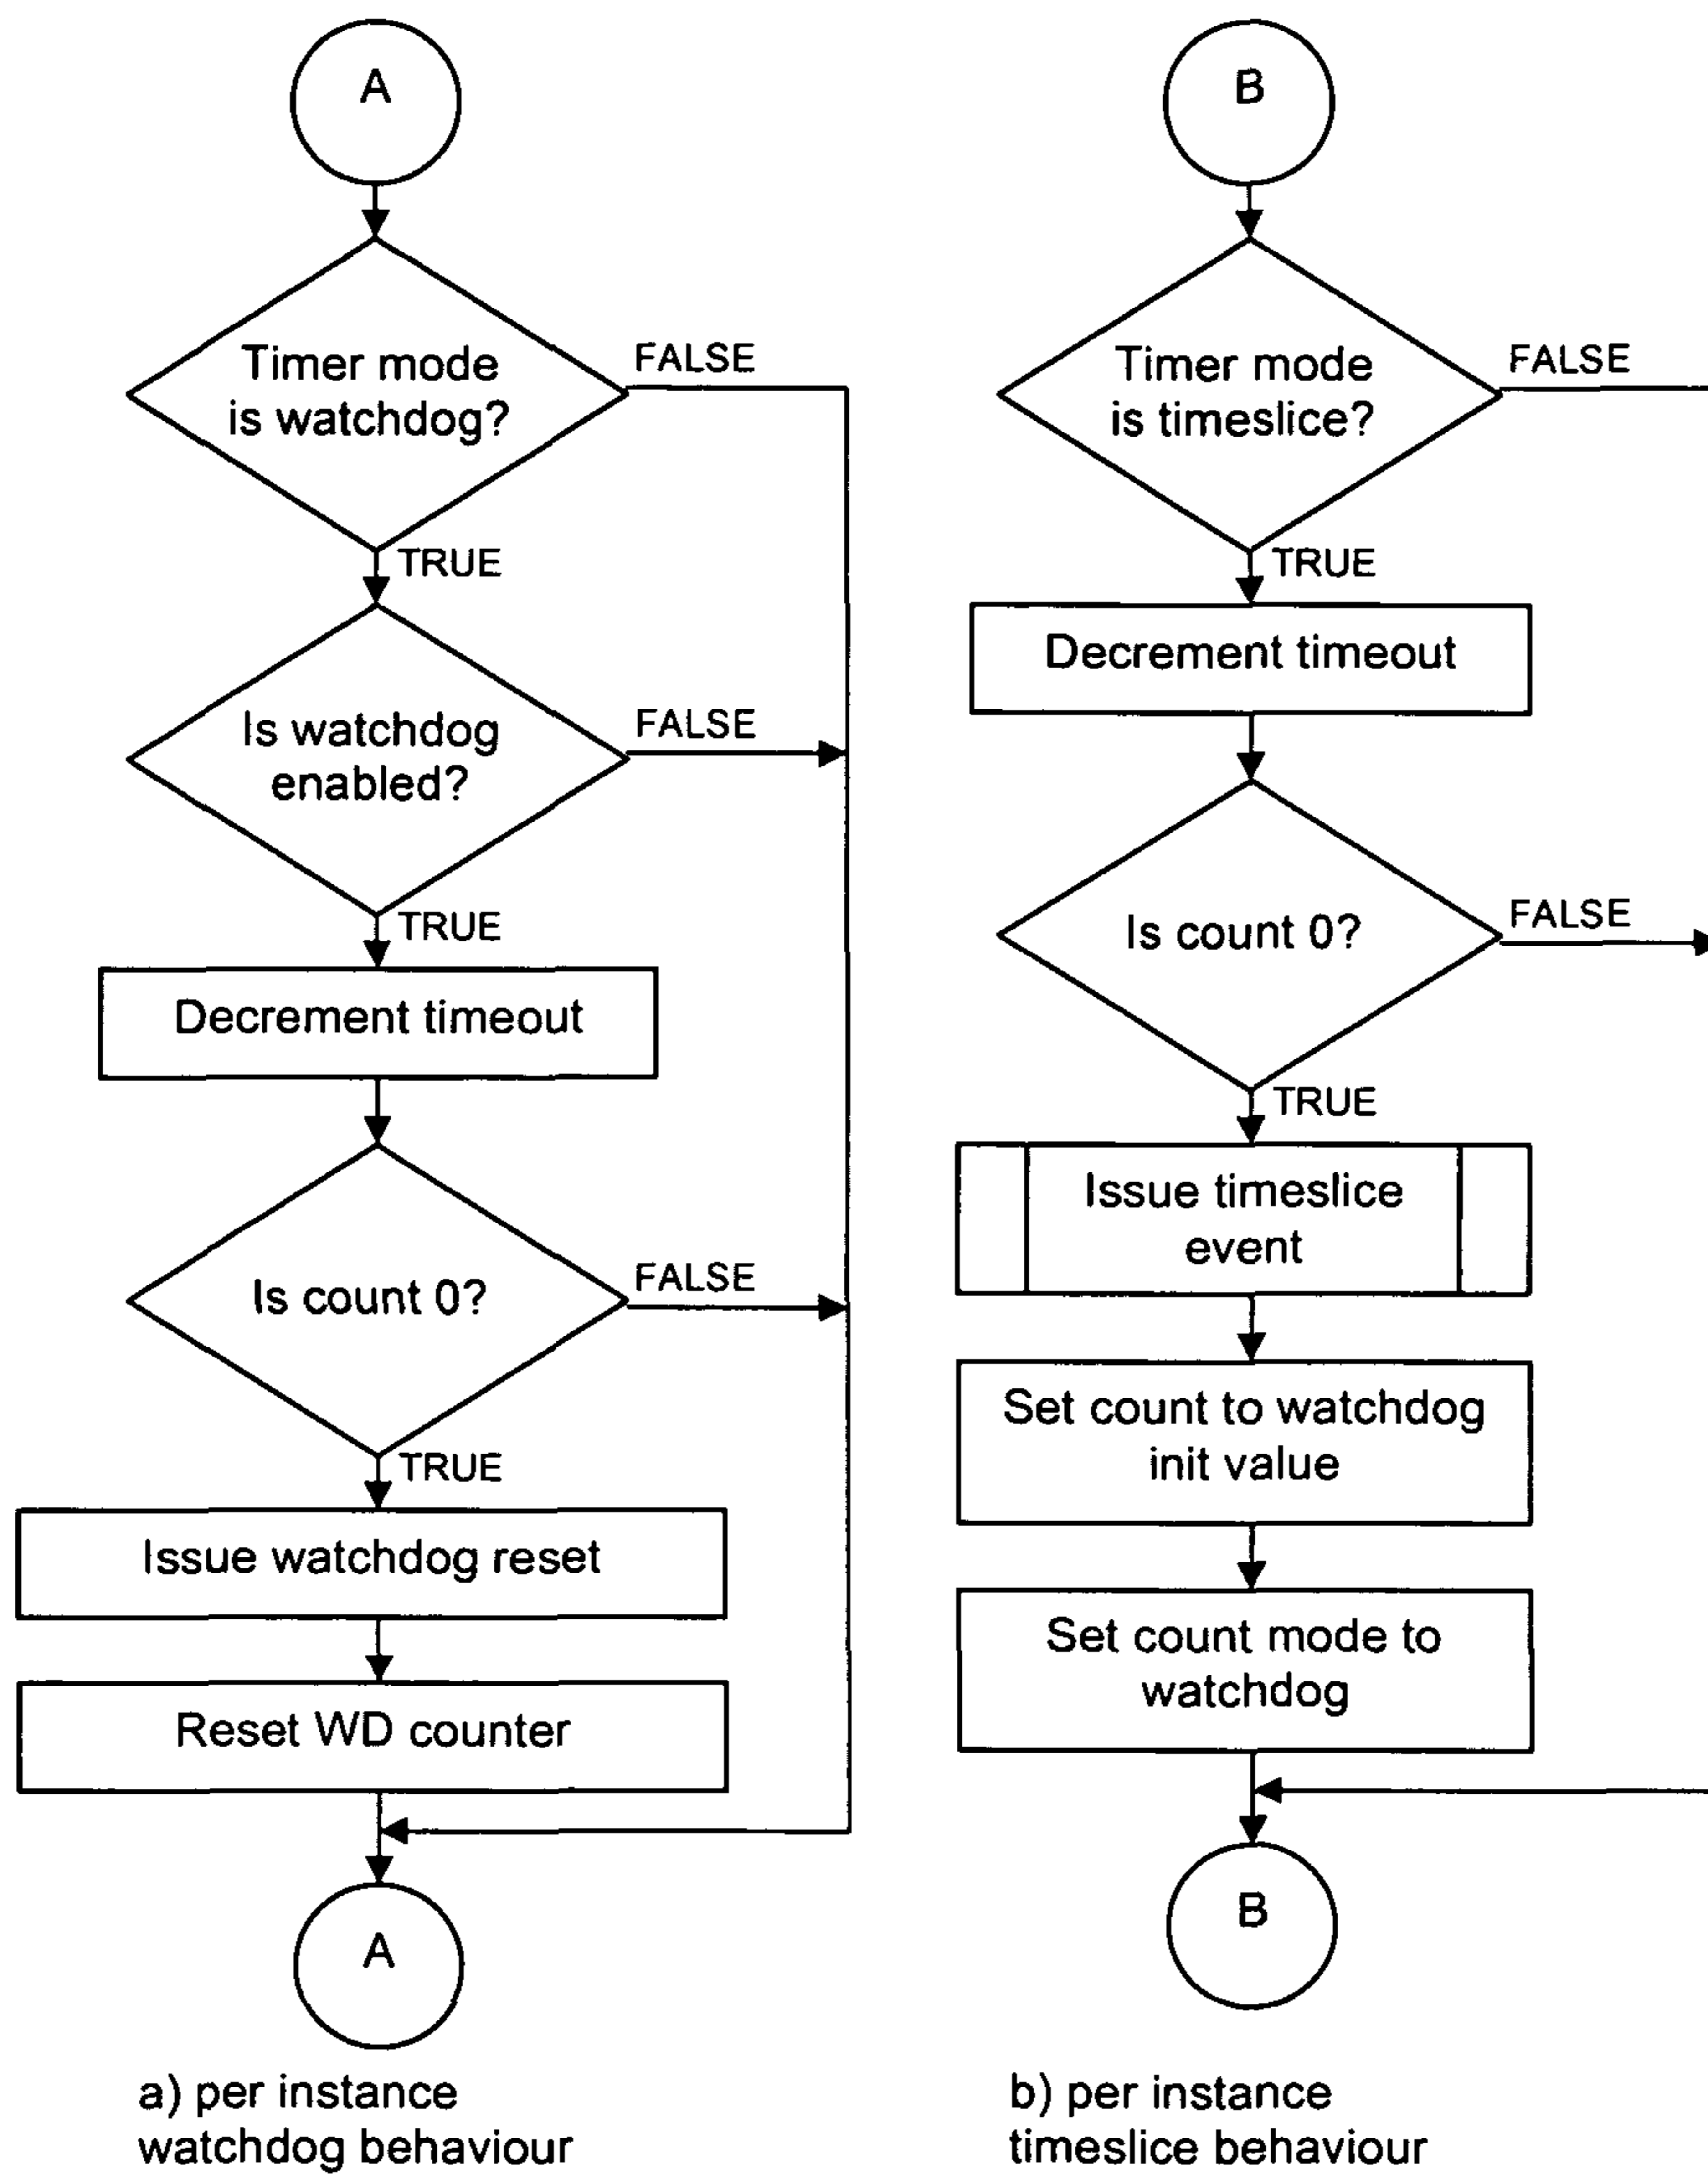 A
Timer mode
is watchdog?
FALSE
TRUE
Is watchdog
enabled?
FALSE
TRUE
Decrement timeout
Is count 0?
FALSE
TRUE
Issue watchdog reset
Reset WD counter
A
a) per instance
watchdog behaviour
B
Timer mode
is timeslice?
FALSE
TRUE
Decrement timeout
Is count 0?
FALSE
TRUE
Issue timeslice
event
Set count to watchdog
init value
Set count mode to
watchdog
B
b) per instance
timeslice behaviour